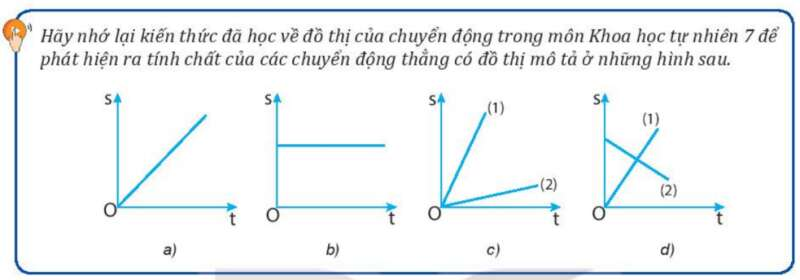 Hãy nhớ lại kiến thức đã học về đồ thị của chuyển động trong môn Khoa học tự nhiên 7 để
phát hiện ra tính chất của các chuyển động thẳng có đồ thị mô tả ở những hình sau.
S
O
t
a)
S
O
t
b)
S
(1)
(2)
O
t
c)
S
(1)
(2)
O
t
d)